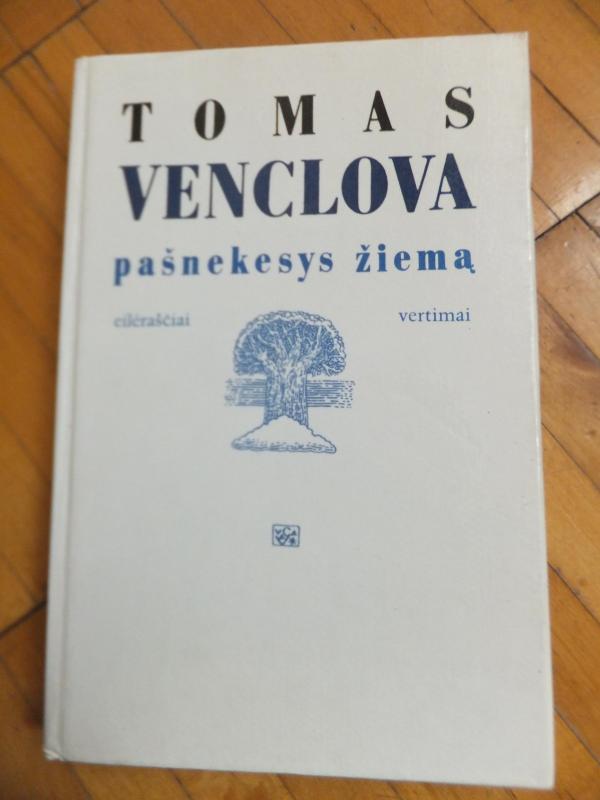 TOMAS
VENCLOVA
pašnekesys žiemą
eilėraščiai vertimai